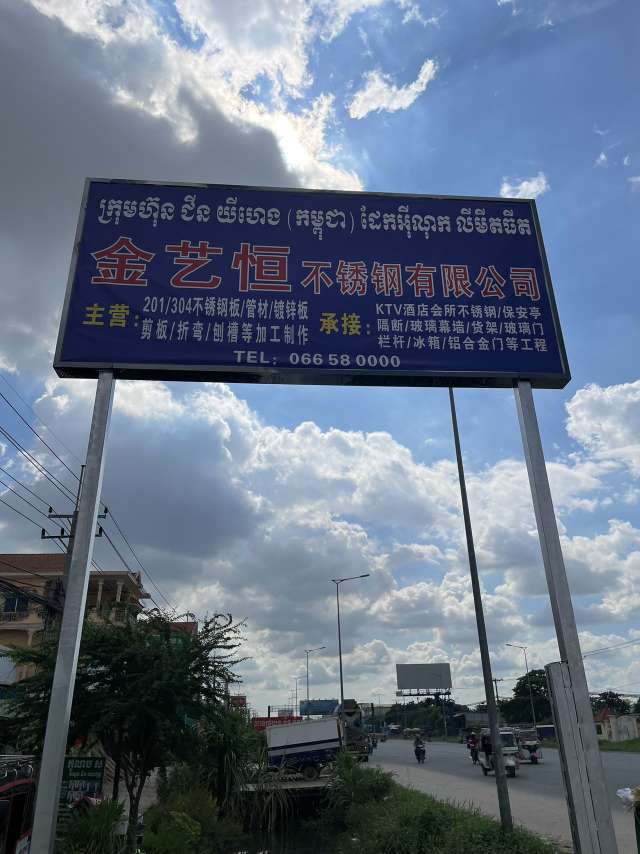 ក្រុមហ៊ុន ជីន យីហេង (កម្ពុជា) ដែកអ៊ីណុក លីមីតធីត
金艺恒不锈钢有限公司
主营:
201/304不锈钢板/管材/镀锌板
剪板/折弯/刨槽等加工制作
承接:
KTV酒店会所不锈钢/保安亭
隔断/玻璃幕墙/货架/玻璃门
栏杆/冰箱/铝合金门等工程
TEL: 066 58 0000